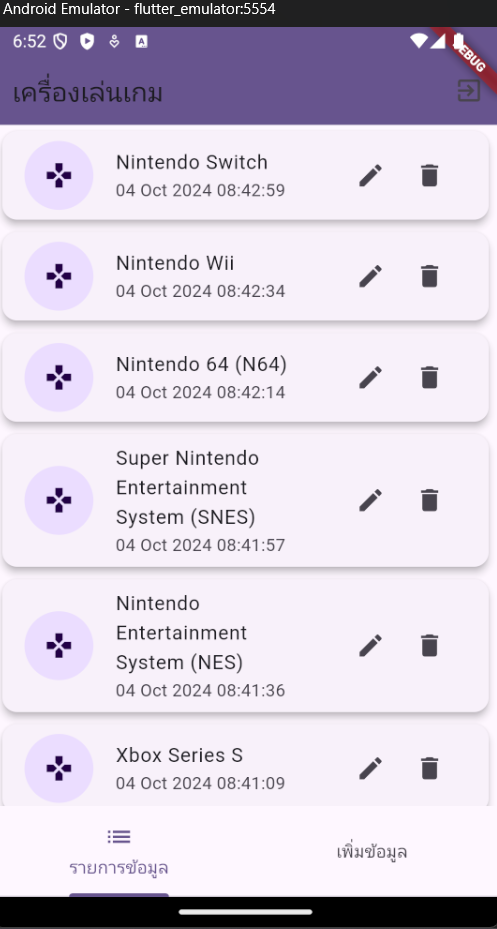 Android Emulator - flutter_emulator:5554
6:52
A
เครื่องเล่นเกม
Nintendo Switch
04 Oct 2024 08:42:59
Nintendo Wii
04 Oct 2024 08:42:34
Nintendo 64 (N64)
04 Oct 2024 08:42:14
Super Nintendo
Entertainment
System (SNES)
04 Oct 2024 08:41:57
Nintendo
Entertainment
System (NES)
04 Oct 2024 08:41:36
Xbox Series S
04 Oct 2024 08:41:09
รายการข้อมูล
เพิ่มข้อมูล